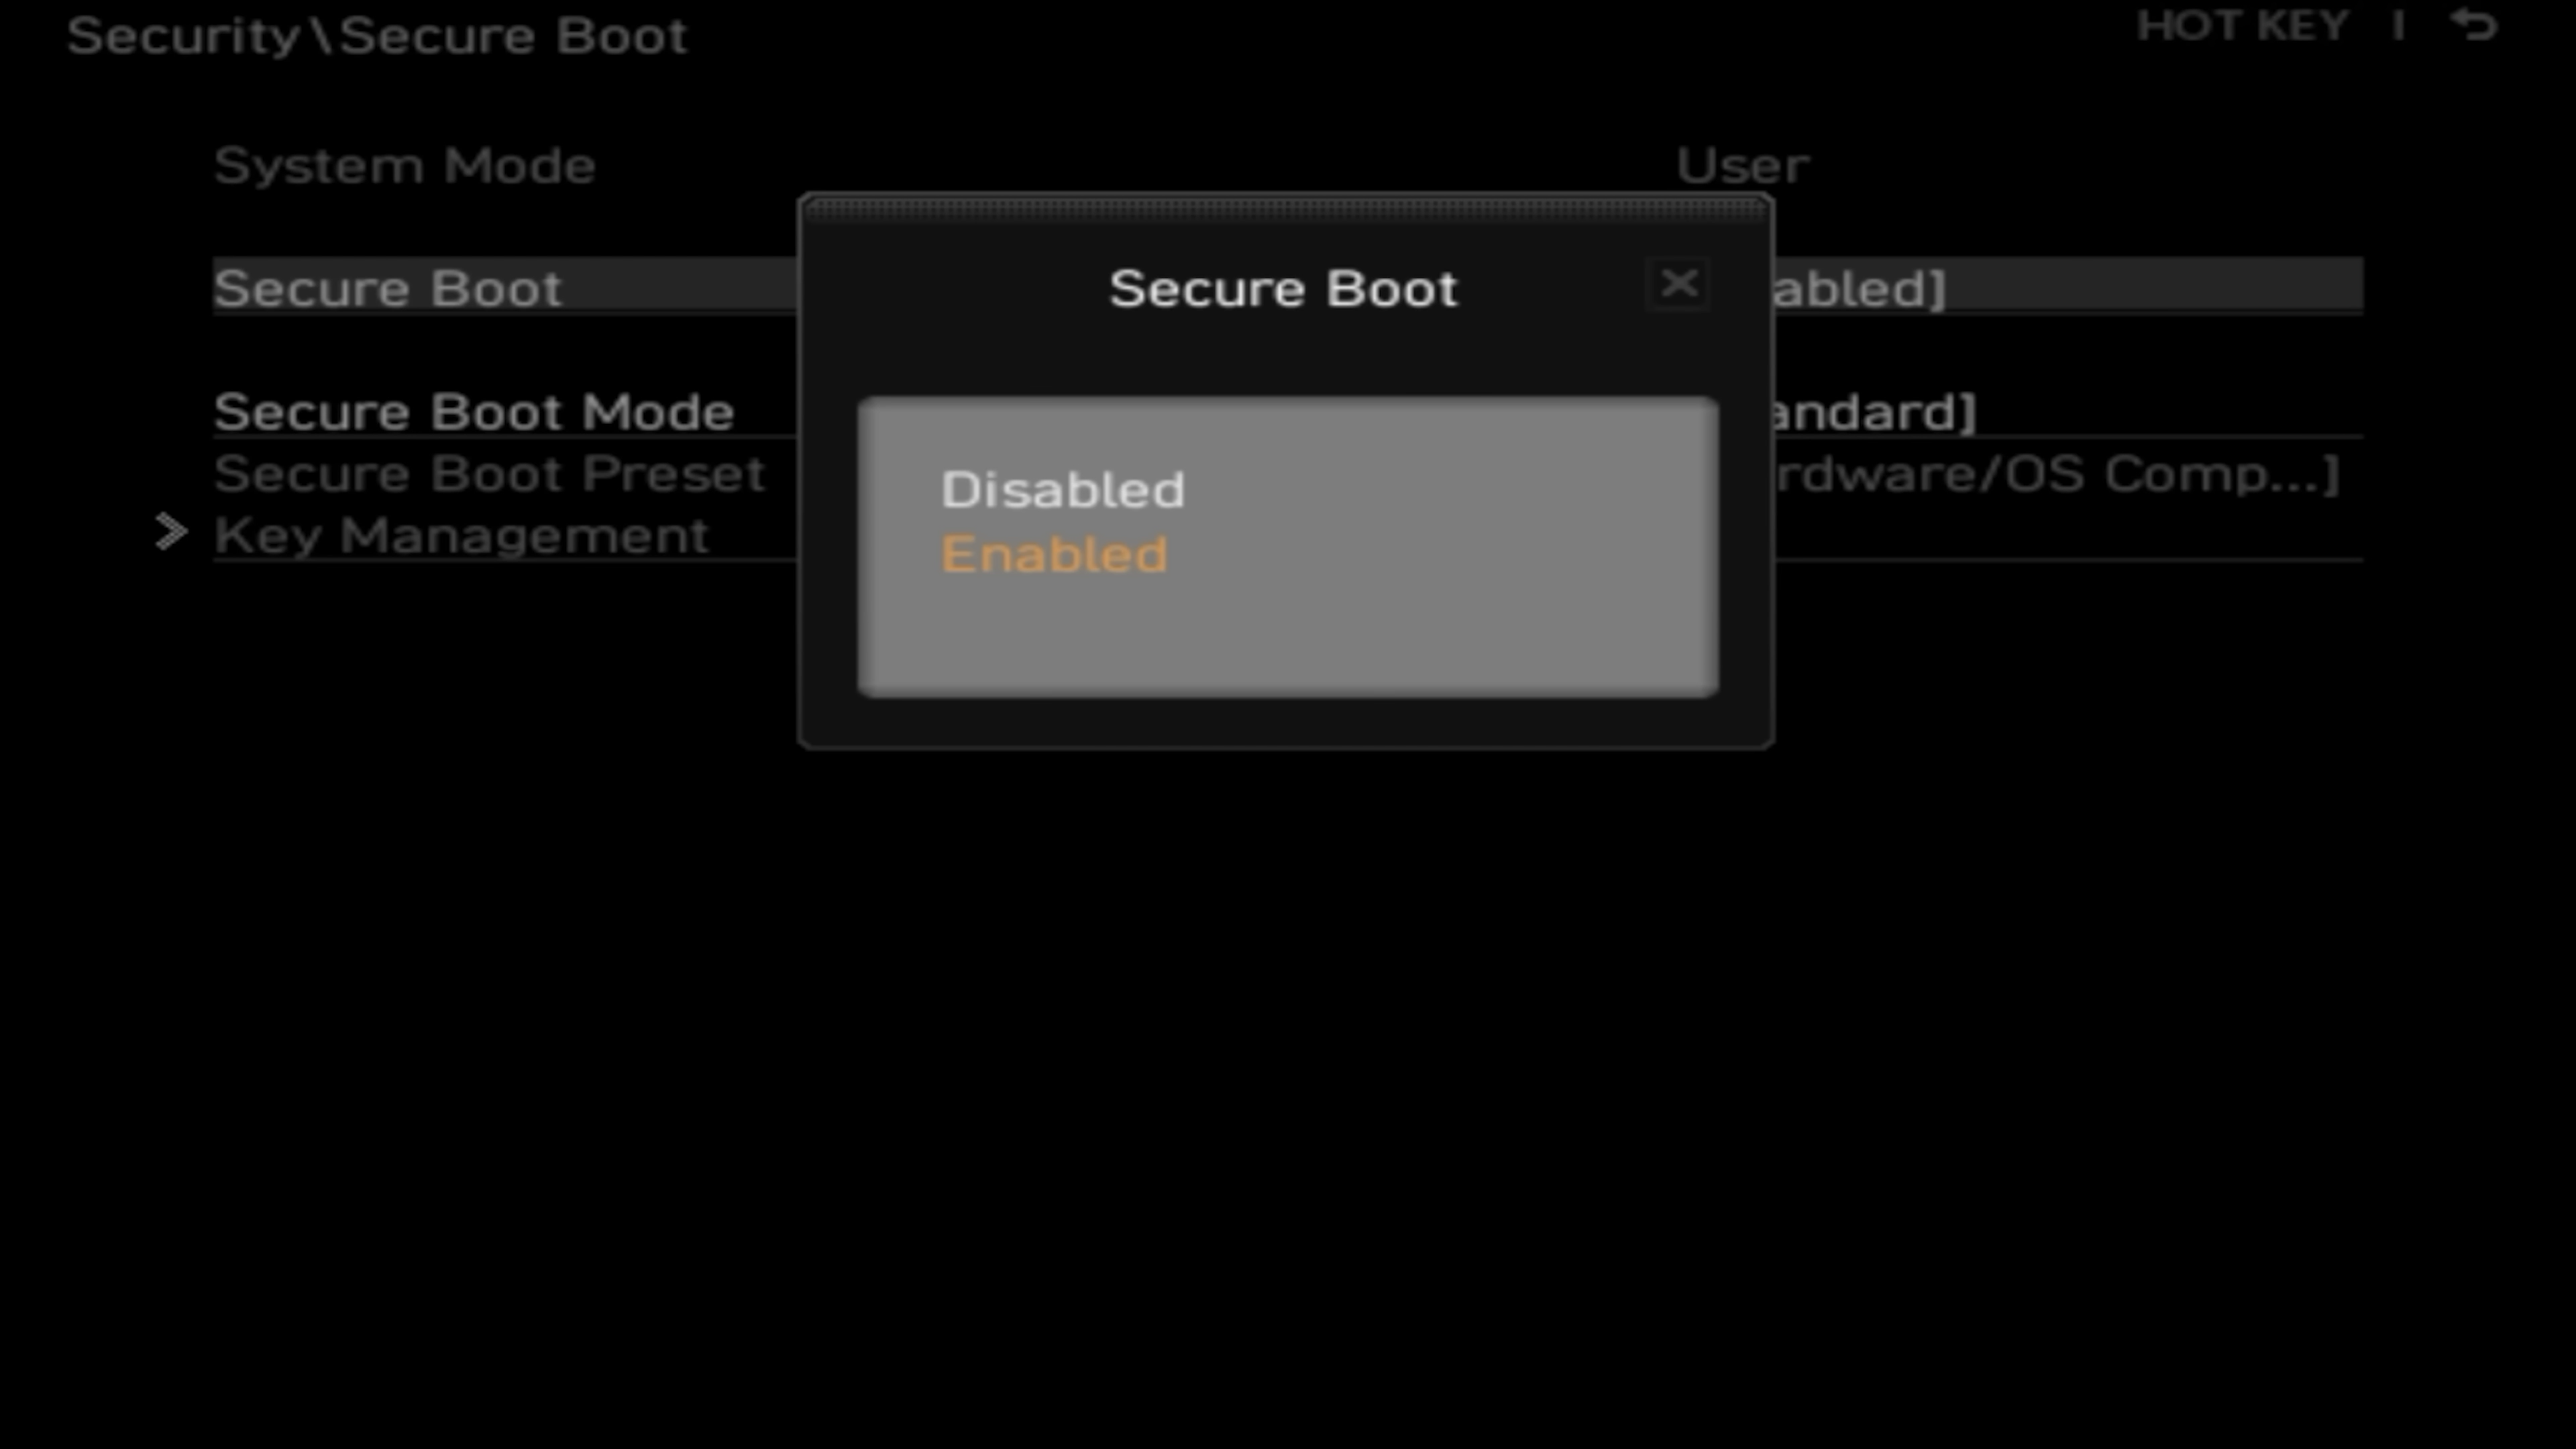 Security\Secure Boot
HOT KEY |
System Mode User
Secure Boot abled]
Secure Boot Mode andard]
Secure Boot Preset rdware/OS Comp...]
Key Management
Secure Boot
Disabled
Enabled